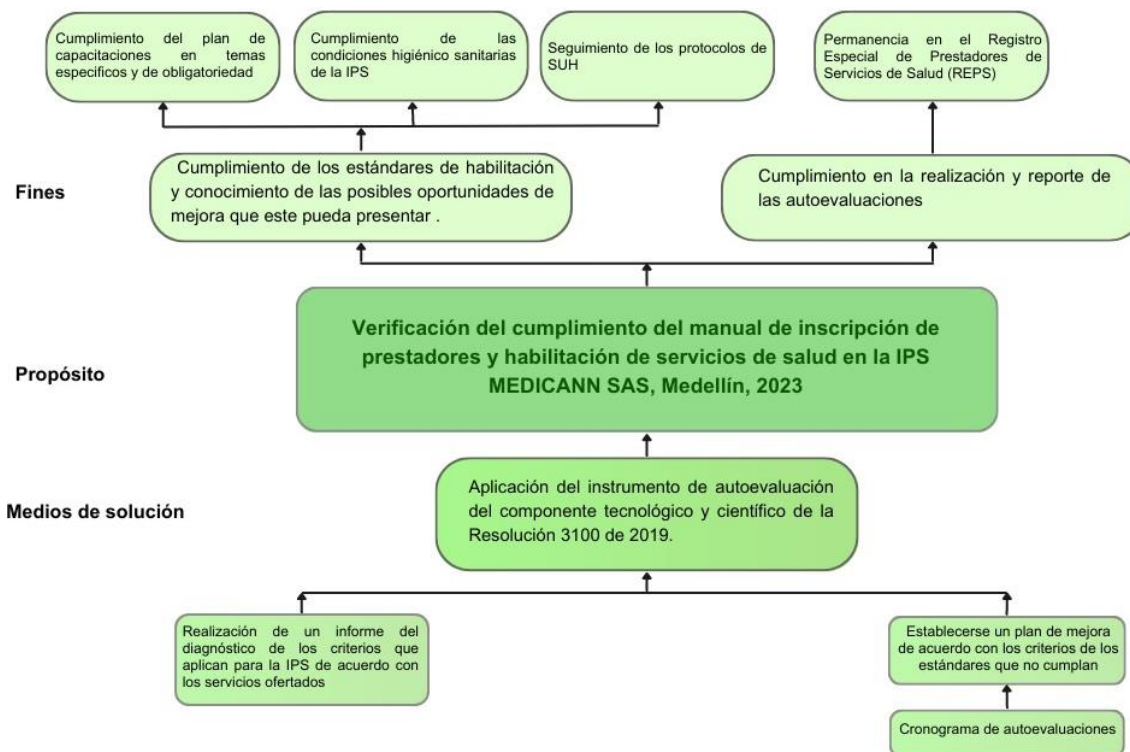 Cumplimiento del plan de
capacitaciones en temas
especificos y de obligatoriedad
Cumplimiento de las
condiciones higiénico sanitarias
de la IPS
Seguimiento de los protocolos de
SUH
Permanencia en el Registro
Especial de Prestadores de
Servicios de Salud (REPS)
Fines
Cumplimiento de los estándares de habilitación
y conocimiento de las posibles oportunidades de
mejora que este pueda presentar .
Cumplimiento en la realización y reporte de
las autoevaluaciones
Propósito
Verificación del cumplimiento del manual de inscripción de
prestadores y habilitación de servicios de salud en la IPS
MEDICANN SAS, Medellín, 2023
Medios de solución
Aplicación del instrumento de autoevaluación
del componente tecnológico y científico de la
Resolución 3100 de 2019.
Realización de un informe del
diagnóstico de los criterios que
aplican para la IPS de acuerdo con
los servicios ofertados
Establecerse un plan de mejora
de acuerdo con los criterios de los
estándares que no cumplan
Cronograma de autoevaluaciones